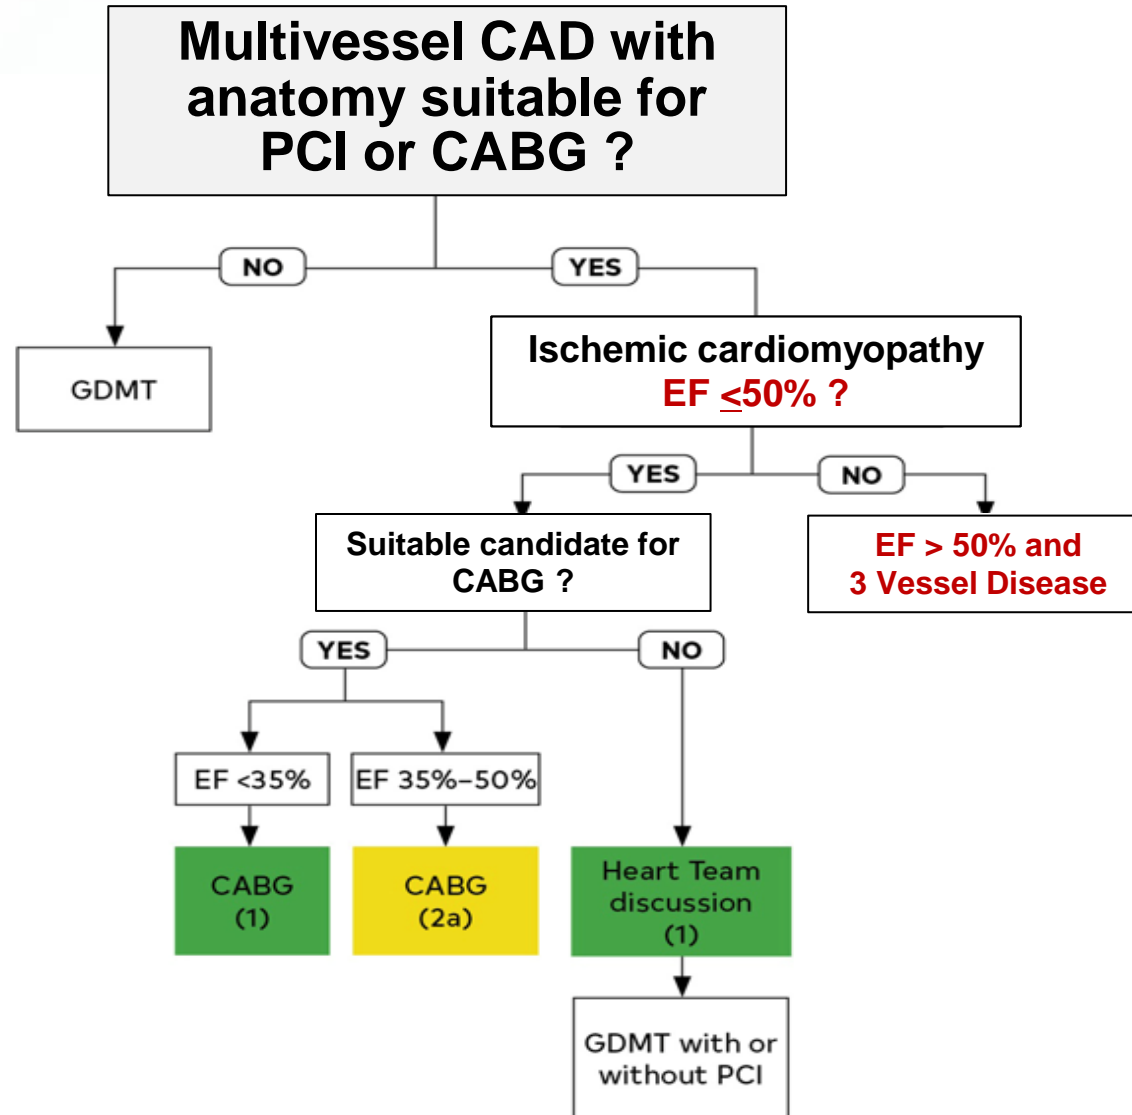 Multivessel CAD with
anatomy suitable for
PCI or CABG ?
NO
YES
GDMT
Ischemic cardiomyopathy
EF <50% ?
YES
NO
Suitable candidate for
CABG ?
EF > 50% and
3 Vessel Disease
YES
NO
EF <35%
EF 35%–50%
CABG
(1)
CABG
(2a)
Heart Team
discussion
(1)
GDMT with or
without PCI